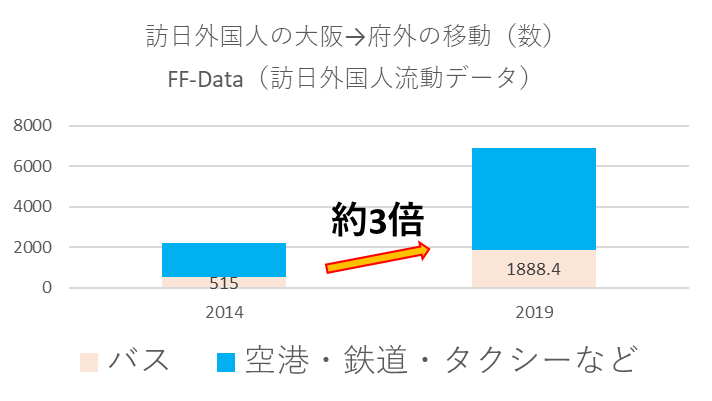 訪日外国人の大阪→府外の移動（数）
FF-Data（訪日外国人流動データ）
8000
6000
4000
2000
0
約3倍
515
1888.4
2014
2019
バス
空港・鉄道・タクシーなど